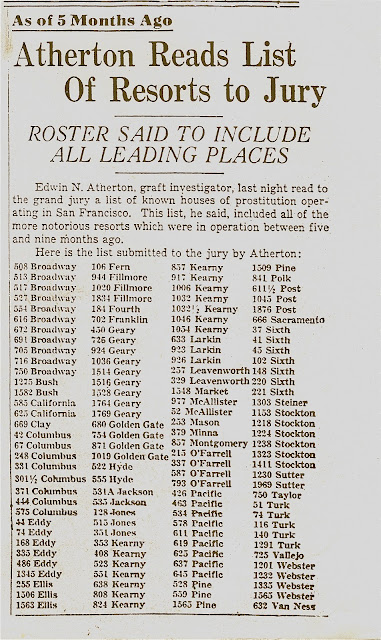 As of 5 Months Ago
Atherton Reads List
Of Resorts to Jury
ROSTER SAID TO INCLUDE
ALL LEADING PLACES
Edwin N. Atherton, graft investigator, last night read to
the grand jury a list of known houses of prostitution oper-
ating in San Francisco. This list, he said, included all of the
more notorious resorts which were in operation between five
and nine months ago.
Here is the list submitted to the jury by Atherton:
508 Broadway
513 Broadway
517 Broadway
527 Broadway
554 Broadway
616 Broadway
672 Broadway
691 Broadway
705 Broadway
716 Broadway
750 Broadway
1275 Bush
1582 Bush
585 California
625 California
669 Clay
42 Columbus
67 Columbus
248 Columbus
331 Columbus
301½ Columbus
371 Columbus
444 Columbus
575 Columbus
44 Eddy
74 Eddy
168 Eddy
335 Eddy
486 Eddy
1345 Eddy
255 Ellis
1506 Ellis
1563 Ellis
106 Fern
944 Fillmore
1020 Fillmore
1834 Fillmore
184 Fourth
702 Franklin
450 Geary
726 Geary
924 Geary
1036 Geary
1514 Geary
1516 Geary
1528 Geary
1764 Geary
1769 Geary
680 Golden Gate
754 Golden Gate
871 Golden Gate
1019 Golden Gate
522 Hyde
555 Hyde
531A Jackson
535 Jackson
128 Jones
515 Jones
351 Jones
353 Kearny
408 Kearny
523 Kearny
551 Kearny
638 Kearny
808 Kearny
824 Kearny
857 Kearny
917 Kearny
1006 Kearny
1032 Kearny
1032½ Kearny
1046 Kearny
1054 Kearny
633 Larkin
923 Larkin
926 Larkin
257 Leavenworth
329 Leavenworth
1548 Market
977 McAllister
52 McAllister
253 Mason
379 Minna
857 Montgomery
215 O'Farrell
337 O'Farrell
587 O'Farrell
793 O'Farrell
426 Pacific
463 Pacific
534 Pacific
578 Pacific
611 Pacific
619 Pacific
625 Pacific
637 Pacific
645 Pacific
528 Pine
559 Pine
1565 Pine
1509 Pine
841 Polk
611½ Post
1045 Post
1876 Post
666 Sacramento
37 Sixth
41 Sixth
45 Sixth
102 Sixth
148 Sixth
220 Sixth
221 Sixth
1303 Steiner
1153 Stockton
1218 Stockton
1224 Stockton
1238 Stockton
1323 Stockton
1411 Stockton
1230 Sutter
1969 Sutter
750 Taylor
51 Turk
74 Turk
116 Turk
140 Turk
1291 Turk
725 Vallejo
1201 Webster
1232 Webster
1335 Webster
1565 Webster
632 Van Ness